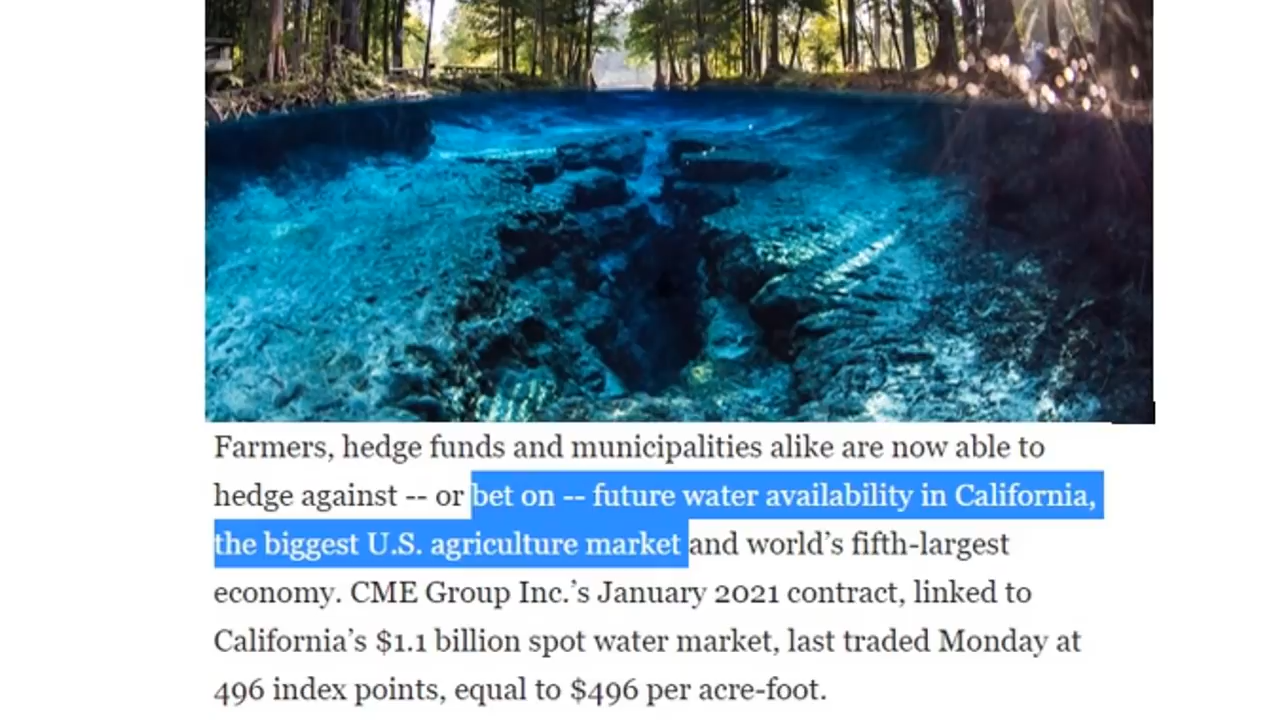 Farmers, hedge funds and municipalities alike are now able to
hedge against -- or bet on -- future water availability in California,
the biggest U.S. agriculture market and world’s fifth-largest
economy. CME Group Inc.’s January 2021 contract, linked to
California’s $1.1 billion spot water market, last traded Monday at
496 index points, equal to $496 per acre-foot.